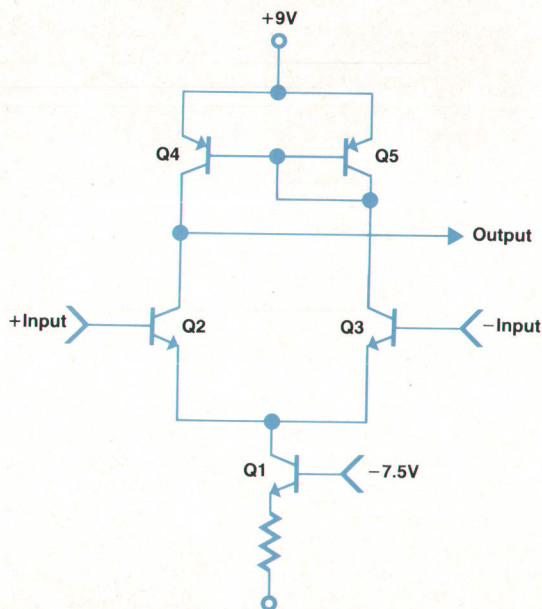 +9V
Q4
Q5
Output
+Input
Q2
Q3
−Input
Q1
−7.5V